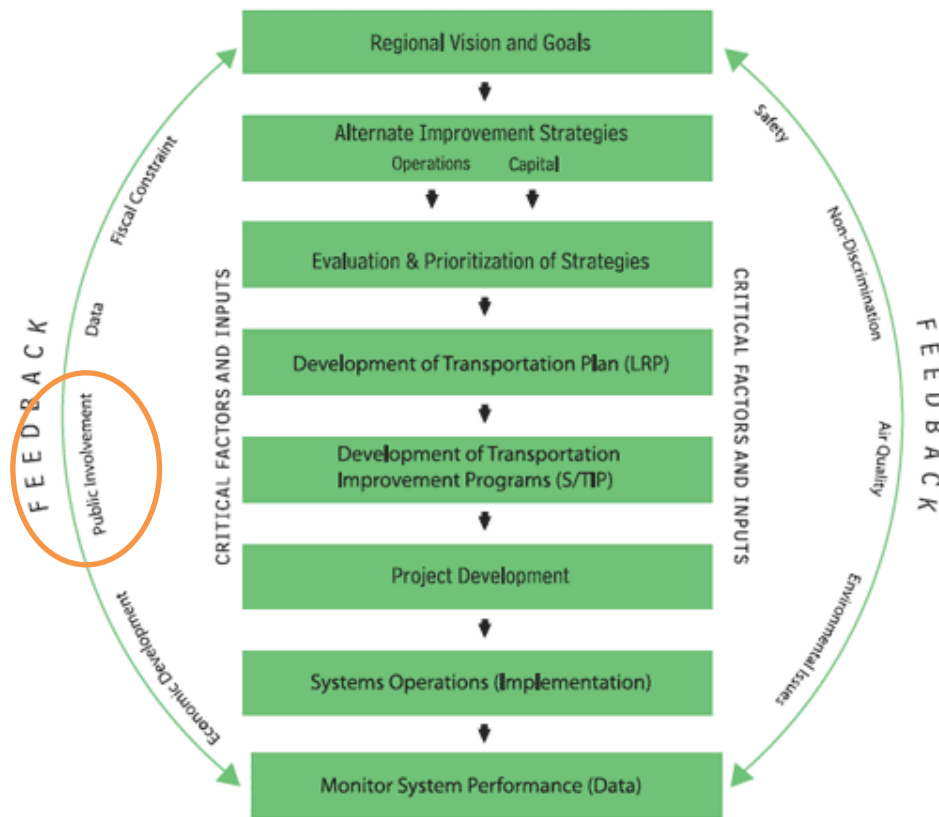 Regional Vision and Goals
Alternate Improvement Strategies
Operations Capital
Evaluation & Prioritization of Strategies
Development of Transportation Plan (LRP)
Development of Transportation
Improvement Programs (S/TIP)
Project Development
Systems Operations (Implementation)
Monitor System Performance (Data)
FEEDBACK
Fiscal Constraint
Data
Public Involvement
Economic Development
CRITICAL FACTORS AND INPUTS
CRITICAL FACTORS AND INPUTS
Safety
Non-Discrimination
Air Quality
Environmental Issues
FEEDBACK